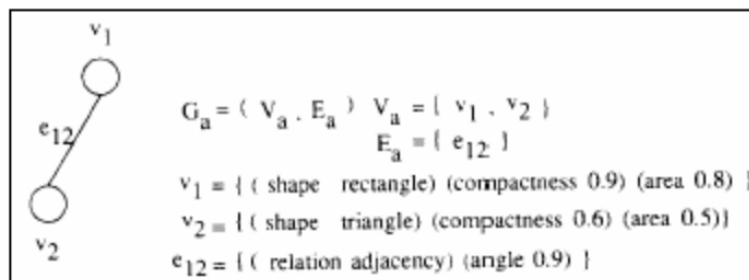 v1
e12
v2
Ga = ( Va . Ea ) Va = { v1 . v2 }
Ea = { e12 }
v1 = { ( shape rectangle) (compactness 0.9) (area 0.8) }
v2 = { ( shape triangle) (compactness 0.6) (area 0.5)}
e12 = { ( relation adjacency) (angle 0.9) }